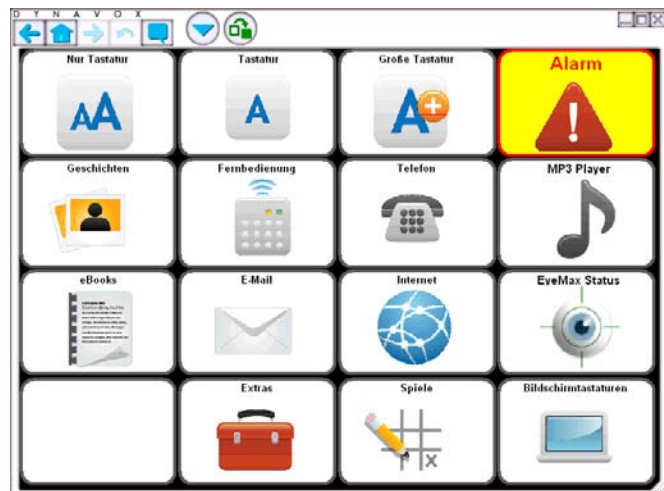 DYNAVOX
Nur Tastatur
Tastatur
Große Tastatur
Alarm
Geschichten
Fernbedienung
Telefon
MP3 Player
eBooks
E-Mail
Internet
EyeMax Status
Extras
Spiele
Bildschirmtastaturen